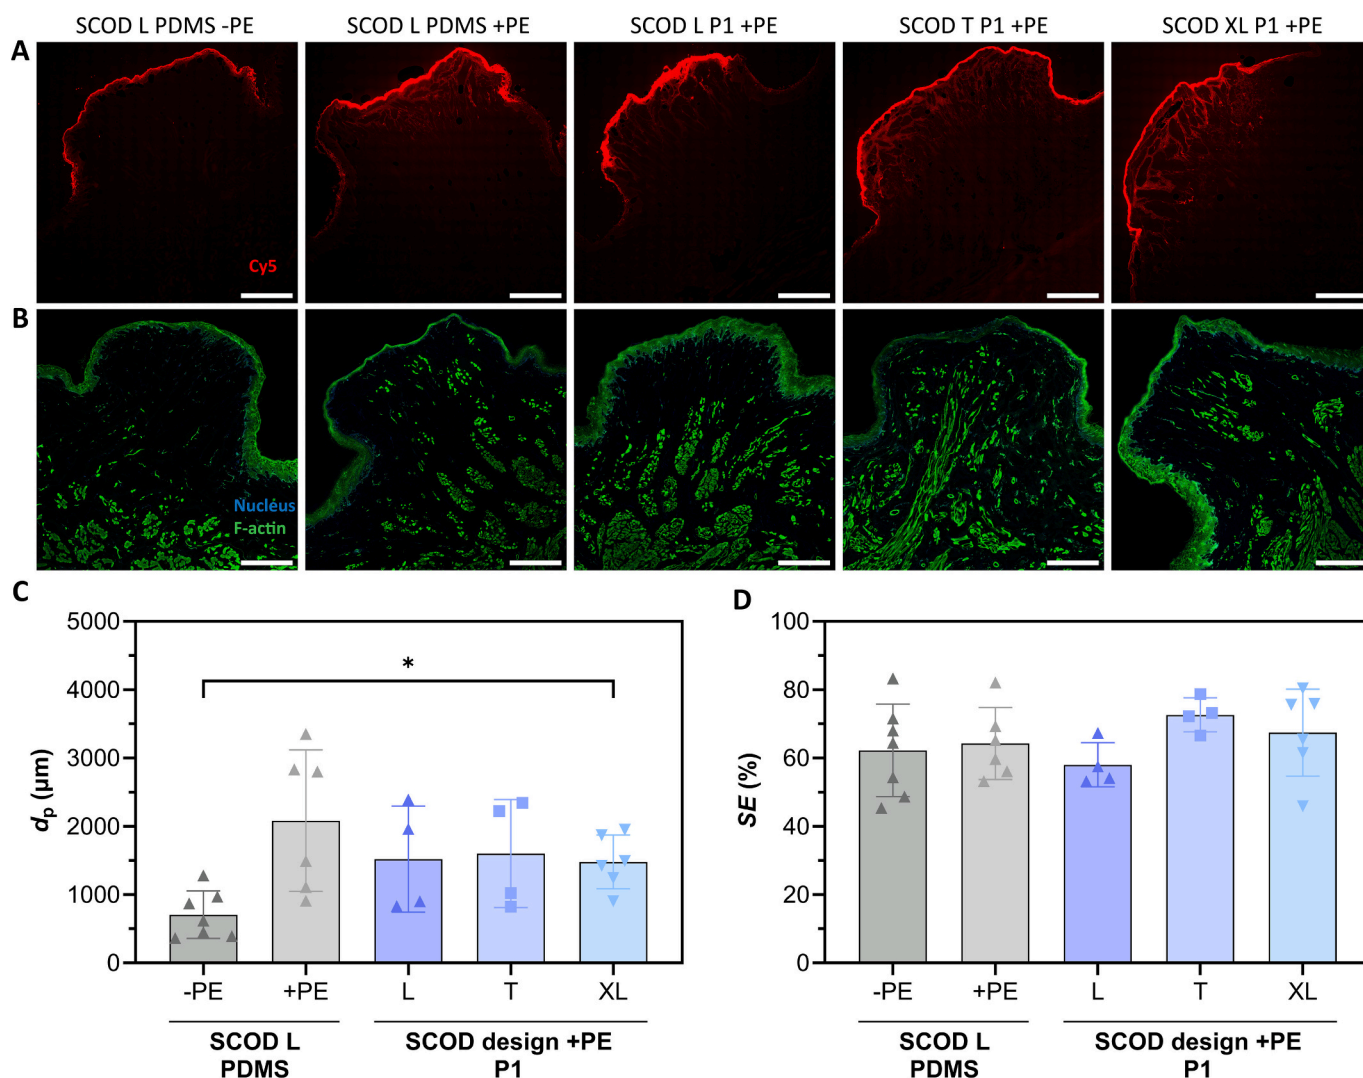 SCOD L PDMS -PE
SCOD L PDMS +PE
SCOD L P1 +PE
SCOD T P1 +PE
SCOD XL P1 +PE
A
Cy5
B
Nucleus
F-actin
C
5000
4000
3000
2000
1000
0
dp (µm)
*
-PE
+PE
L
T
XL
SCOD L
PDMS
SCOD design +PE
P1
D
100
80
60
40
20
0
SE (%)
-PE
+PE
L
T
XL
SCOD L
PDMS
SCOD design +PE
P1